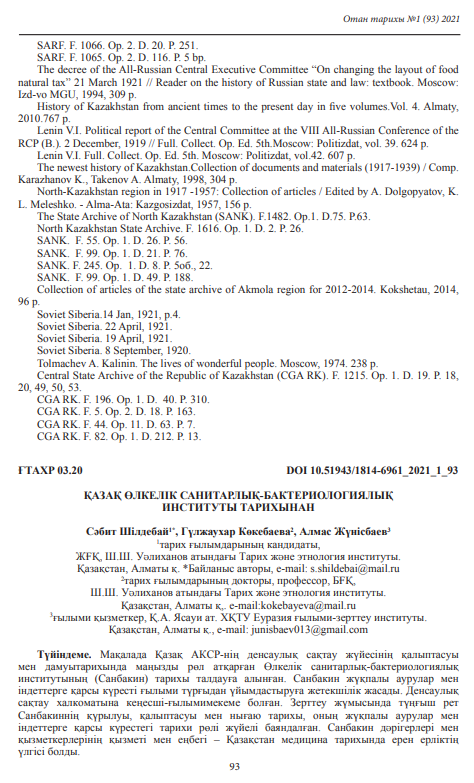 Отан тарихы №1 (93) 2021
SARF. F. 1066. Op. 2. D. 20. P. 251.
SARF. F. 1065. Op. 2. D. 116. P. 5 bp.
The decree of the All-Russian Central Executive Committee “On changing the layout of food
natural tax” 21 March 1921 // Reader on the history of Russian state and law: textbook. Moscow:
Izd-vo MGU, 1994, 309 p.
History of Kazakhstan from ancient times to the present day in five volumes.Vol. 4. Almaty,
2010.767 p.
Lenin V.I. Political report of the Central Committee at the VIII All-Russian Conference of the
RCP (B.). 2 December, 1919 // Full. Collect. Op. Ed. 5th.Moscow: Politizdat, vol. 39. 624 p.
Lenin V.I. Full. Collect. Op. Ed. 5th. Moscow: Politizdat, vol.42. 607 p.
The newest history of Kazakhstan.Collection of documents and materials (1917-1939) / Comp.
Karazhanov K., Takenov A. Almaty, 1998, 304 p.
North-Kazakhstan region in 1917 -1957: Collection of articles / Edited by A. Dolgopyatov, K.
L. Meleshko. - Alma-Ata: Kazgosizdat, 1957, 156 p.
The State Archive of North Kazakhstan (SANK). F.1482. Op.1. D.75. P.63.
North Kazakhstan State Archive. F. 1616. Op. 1. D. 2. P. 26.
SANK. F. 55. Op. 1. D. 26. P. 56.
SANK. F. 99. Op. 1. D. 21. P. 76.
SANK. F. 245. Op. 1. D. 8. P. 5об., 22.
SANK. F. 99. Op. 1. D. 49. P. 188.
Collection of articles of the state archive of Akmola region for 2012-2014. Kokshetau, 2014,
96 p.
Soviet Siberia.14 Jan, 1921, p.4.
Soviet Siberia. 22 April, 1921.
Soviet Siberia. 19 April, 1921.
Soviet Siberia. 8 September, 1920.
Tolmachev A. Kalinin. The lives of wonderful people. Moscow, 1974. 238 p.
Central State Archive of the Republic of Kazakhstan (CGA RK). F. 1215. Op. 1. D. 19. P. 18,
20, 49, 50, 53.
CGA RK. F. 196. Op. 1. D. 40. P. 310.
CGA RK. F. 5. Op. 2. D. 18. P. 163.
CGA RK. F. 44. Op. 11. D. 63. P. 7.
CGA RK. F. 82. Op. 1. D. 212. P. 13.
ҒТАХР 03.20 DOI 10.51943/1814-6961_2021_1_93
ҚАЗАҚ ӨЛКЕЛІК САНИТАРЛЫҚ-БАКТЕРИОЛОГИЯЛЫҚ
ИНСТИТУТЫ ТАРИХЫНАН
Сәбит Шілдебай¹*, Гүлжаухар Көкебаева², Алмас Жүнісбаев³
¹тарих ғылымдарының кандидаты,
ЖҒҚ, Ш.Ш. Уәлиханов атындағы Тарих және этнология институты.
Қазақстан, Алматы қ. *Байланыс авторы, e-mail: s.shildebai@mail.ru
²тарих ғылымдарының докторы, профессор, БҒҚ,
Ш.Ш. Уәлиханов атындағы Тарих және этнология институты.
Қазақстан, Алматы қ,. e-mail:kokebayeva@mail.ru
³ғылыми қызметкер, Қ.А. Ясауи ат. ХҚТУ Еуразия ғылыми-зерттеу институты.
Қазақстан, Алматы қ., e-mail: junisbaev013@gmail.com
Түйіндеме. Мақалада Қазақ АКСР-нің денсаулық сақтау жүйесінің қалыптасуы
мен дамуытарихында маңызды рөл атқарған Өлкелік санитарлық-бактериологиялық
институтының (Санбакин) тарихы талдауға алынған. Санбакин жұқпалы аурулар мен
індеттерге қарсы күресті ғылыми тұрғыдан ұйымдастыруға жетекшілік жасады. Денсаулық
сақтау халкоматына кеңесші-ғылымимекеме болған. Зерттеу жұмысында тұңғыш рет
Санбакиннің құрылуы, қалыптасуы мен нығаю тарихы, оның жұқпалы аурулар мен
індеттерге қарсы күрестегі тарихи рөлі жүйелі баяндалған. Санбакин дәрігерлері мен
қызметкерлерінің қызметі мен еңбегі – Қазақстан медицина тарихында ерен ерліктің
үлгісі болды.
93